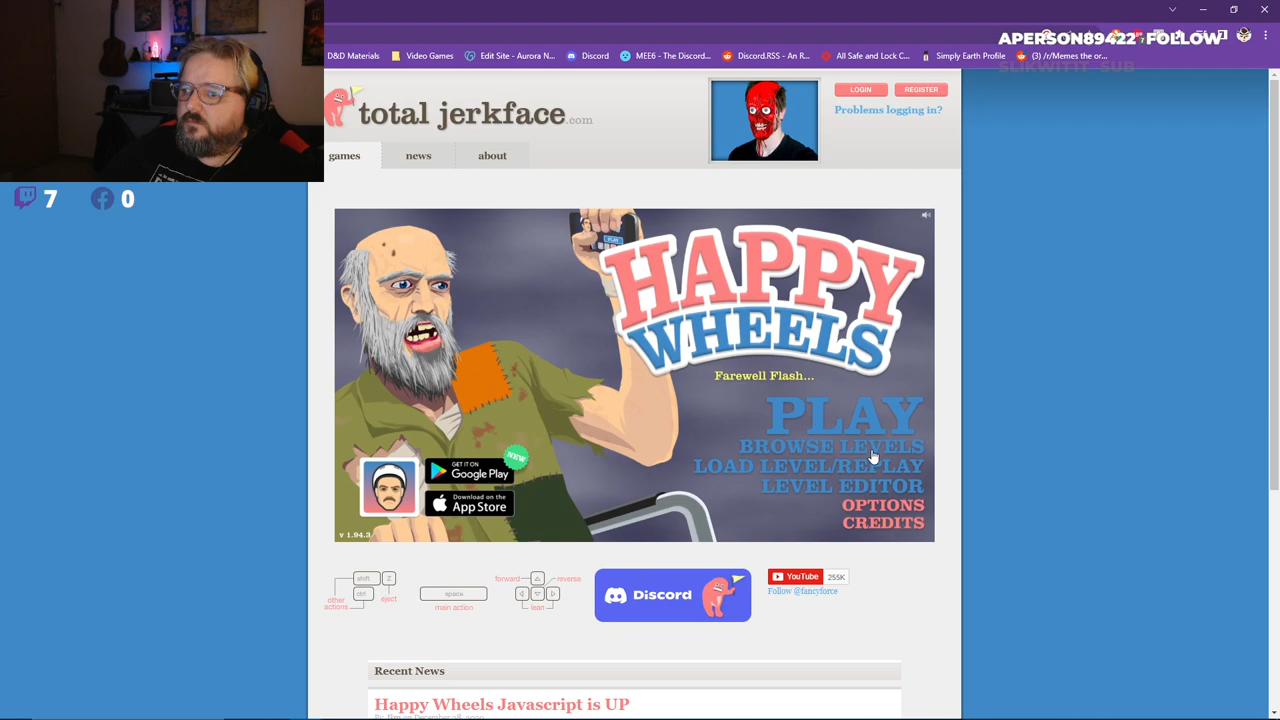 APERSON89422 FOLLOW
SLIKWITIT SUB
D&D Materials
Video Games
Edit Site - Aurora N...
Discord
MEE6 - The Discord...
Discord.RSS - An R...
All Safe and Lock C...
Simply Earth Profile
(3) /r/Memes the or...
total jerkface.com
LOGIN
REGISTER
Problems logging in?
games
news
about
7
0
HAPPY
WHEELS
Farewell Flash...
PLAY
BROWSE LEVELS
LOAD LEVEL/REPLAY
LEVEL EDITOR
OPTIONS
CREDITS
NEW
GET IT ON
Google Play
Download on the
App Store
v 1.94.3
shift
Z
ctrl
other
actions
eject
space
main action
forward
reverse
lean
Discord
YouTube
255K
Follow @fancyforce
Recent News
Happy Wheels Javascript is UP